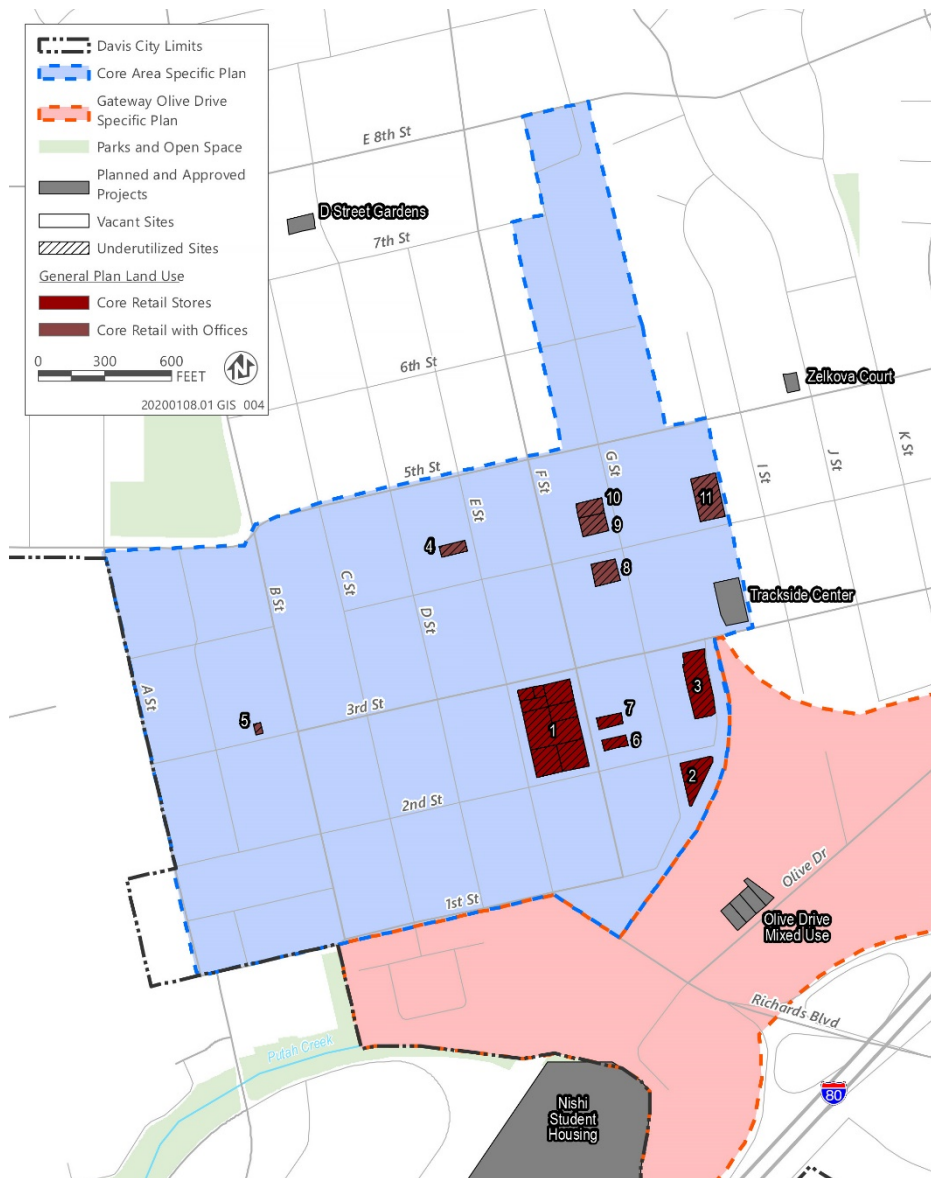 Davis City Limits
Core Area Specific Plan
Gateway Olive Drive
Specific Plan
Parks and Open Space
Planned and Approved
Projects
Vacant Sites
Underutilized Sites
General Plan Land Use
Core Retail Stores
Core Retail with Offices
0 300 600
FEET
N
20200108.01 GIS 004
E 8th St
D Street Gardens
7th St
6th St
Zelkova Court
5th St
E St
F St
G St
I St
J St
K St
10
11
9
4
8
B St
C St
D St
Trackside Center
A St
3rd St
5
3
7
1
6
2
2nd St
1st St
Olive Dr
Olive Drive
Mixed Use
Richards Blvd
Putah Creek
Nishi
Student
Housing
80